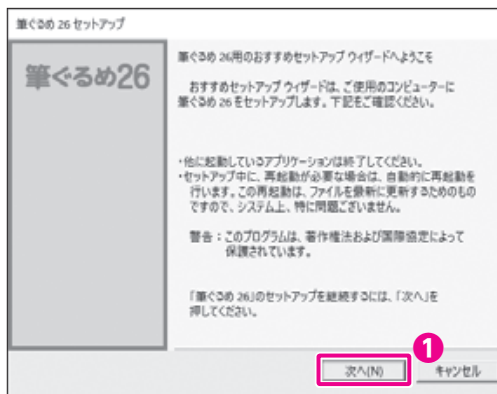 筆ぐるめ 26 セットアップ
筆ぐるめ26
筆ぐるめ 26用のおすすめセットアップ ウィザードへようこそ
おすすめセットアップ ウィザードは、ご使用のコンピューターに
筆ぐるめ 26 をセットアップします。下記をご確認ください。
・他に起動しているアプリケーションは終了してください。
・セットアップ中に、再起動が必要な場合は、自動的に再起動を
行います。この再起動は、ファイルを最新に更新するためのもの
ですので、システム上、特に問題ございません。
警告：このプログラムは、著作権法および国際協定によって
保護されています。
「筆ぐるめ 26」のセットアップを継続するには、「次へ」を
押してください。
1
次へ(N)
キャンセル